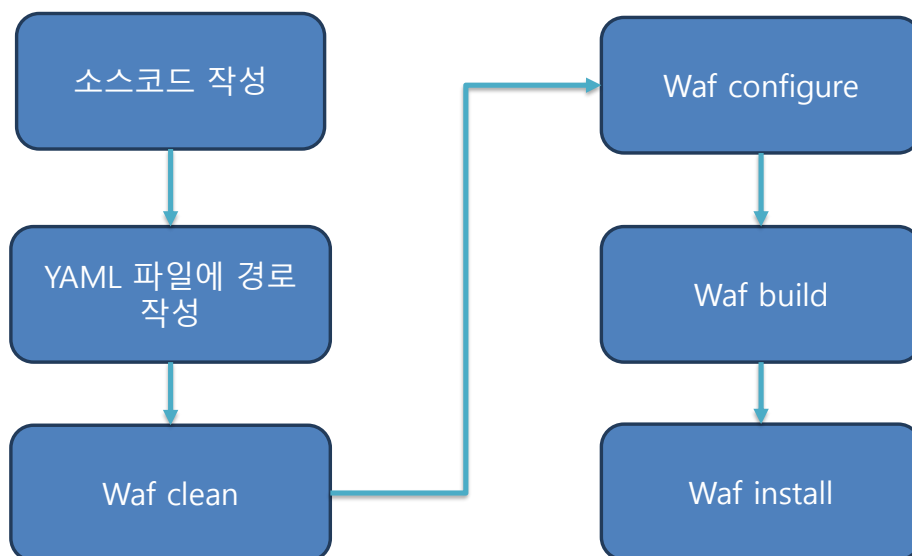 소스코드 작성
YAML 파일에 경로
작성
Waf clean
Waf configure
Waf build
Waf install